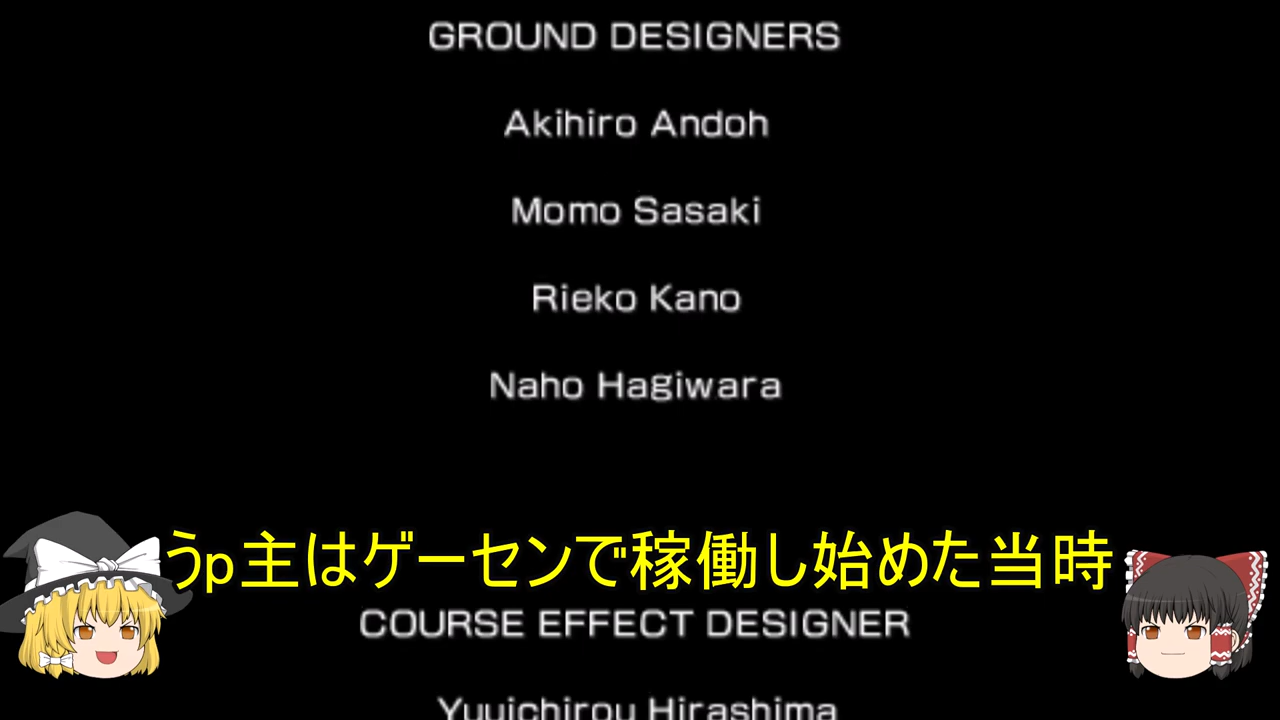 GROUND DESIGNERS
Akihiro Andoh
Momo Sasaki
Rieko Kano
Naho Hagiwara
うp主はゲーセンで稼働し始めた当時
COURSE EFFECT DESIGNER
Yuuichirou Hirashima